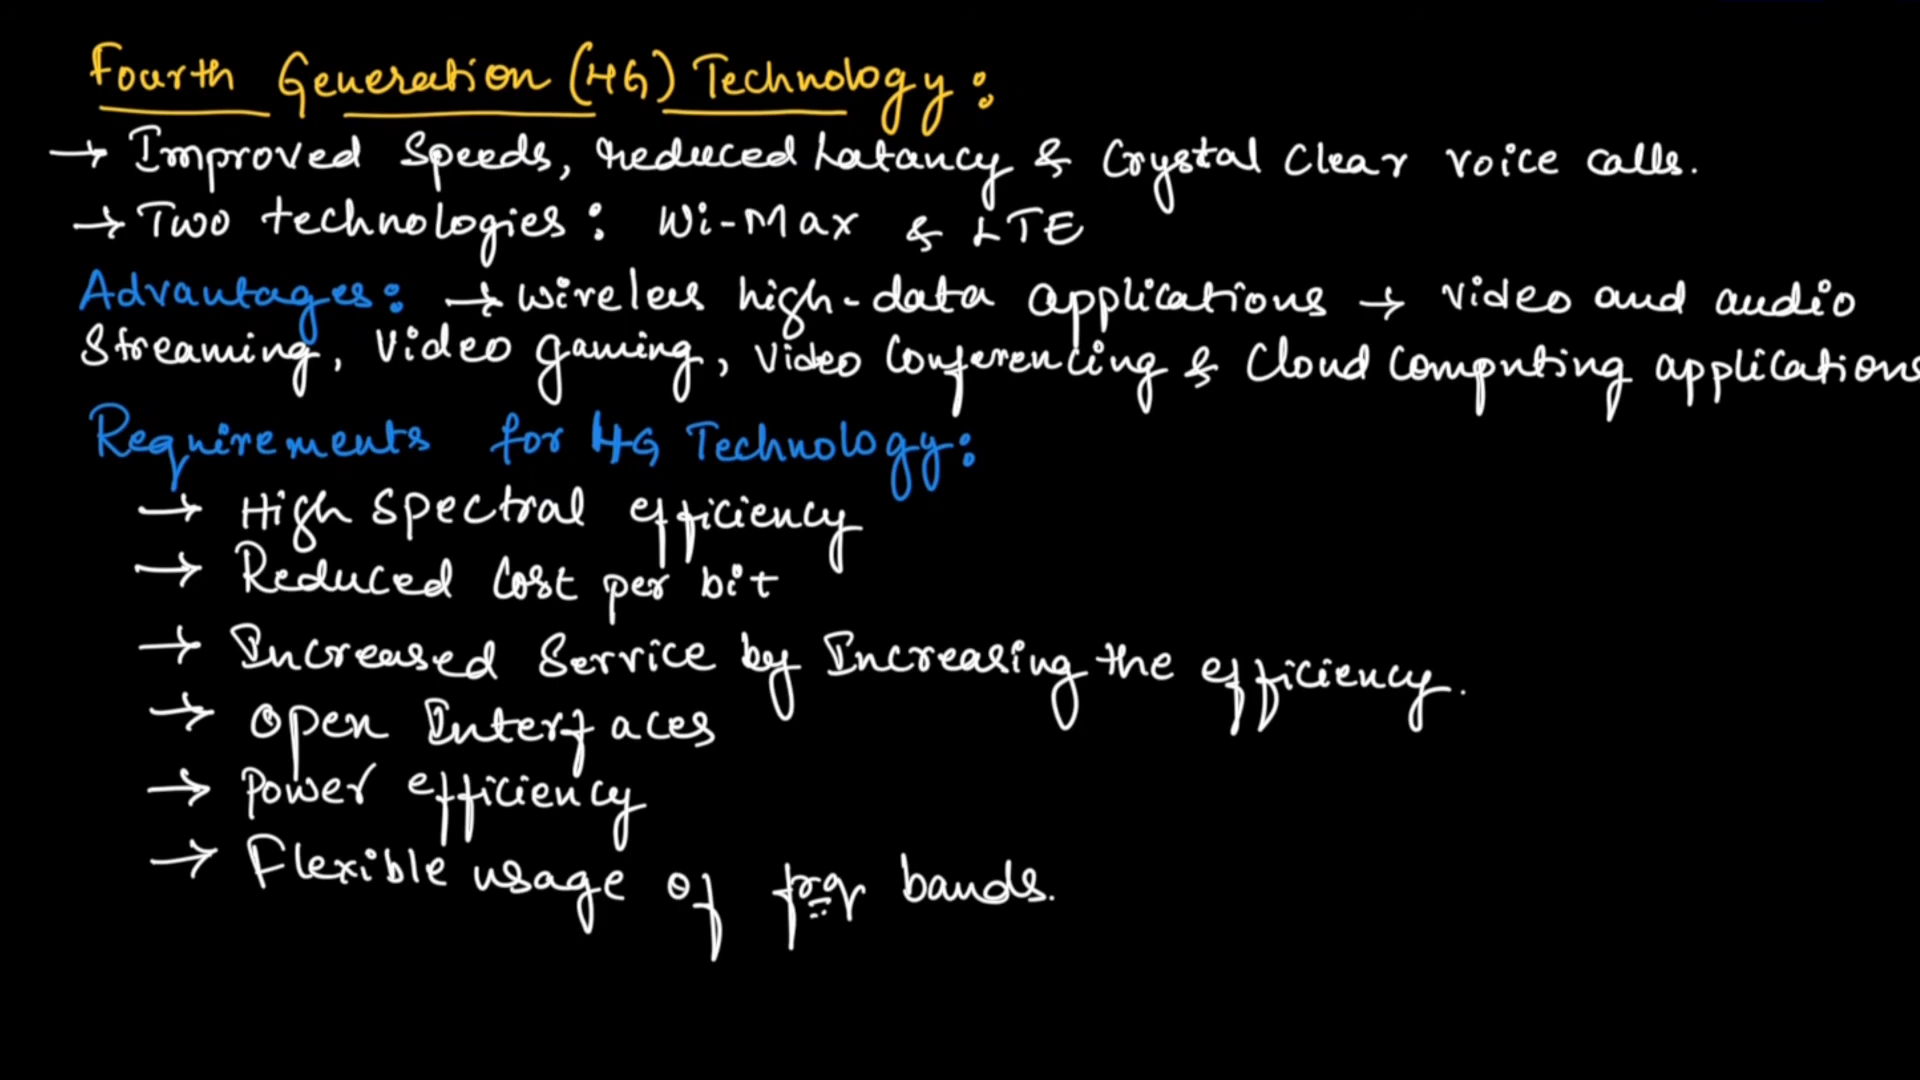 Fourth Generation (4G) Technology:
→ Improved Speeds, reduced Latancy & Crystal Clear voice calls.
→ Two technologies: Wi-Max & LTE
Advantages: → wireless high-data applications → video and audio
Streaming, Video gaming, Video Conferencing & Cloud Computing applications
Requirements for 4G Technology:
→ High Spectral efficiency
→ Reduced Cost per bit
→ Increased Service by Increasing the efficiency.
→ Open Interfaces
→ Power efficiency
→ Flexible usage of frq bands.